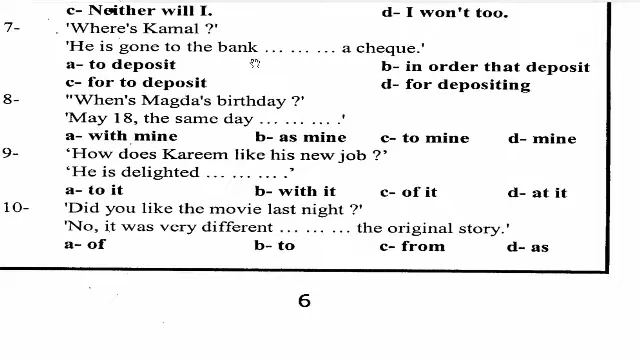 c- Neither will I. d- I won't too.
7- 'Where's Kamal ?'
'He is gone to the bank ... ... ... a cheque.'
a- to deposit b- in order that deposit
c- for to deposit d- for depositing
8- "When's Magda's birthday ?'
'May 18, the same day ... ... ... .'
a- with mine b- as mine c- to mine d- mine
9- 'How does Kareem like his new job ?'
'He is delighted ... ... ... .'
a- to it b- with it c- of it d- at it
10- 'Did you like the movie last night ?'
'No, it was very different ... ... ... the original story.'
a- of b- to c- from d- as
6